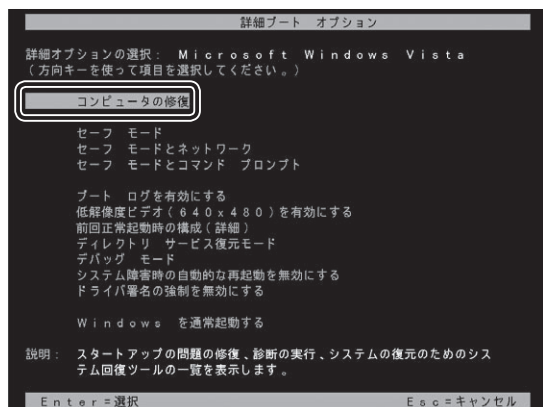 詳細ブート オプション
詳細オプションの選択： Microsoft Windows Vista
（方向キーを使って項目を選択してください。）
コンピュータの修復
セーフ モード
セーフ モードとネットワーク
セーフ モードとコマンド プロンプト
ブート ログを有効にする
低解像度ビデオ（640x480）を有効にする
前回正常起動時の構成（詳細）
ディレクトリ サービス復元モード
デバッグ モード
システム障害時の自動的な再起動を無効にする
ドライバ署名の強制を無効にする
Windows を通常起動する
説明： スタートアップの問題の修復、診断の実行、システムの復元のためのシス
テム回復ツールの一覧を表示します。
Enter=選択 Esc=キャンセル